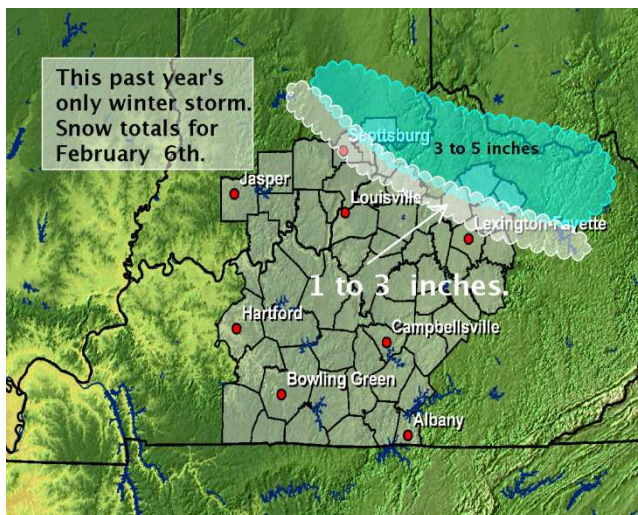 This past year's
only winter storm.
Snow totals for
February 6th.
Scottsburg
3 to 5 inches
Jasper
Louisville
Lexington-Fayette
1 to 3 inches.
Hartford
Campbellsville
Bowling Green
Albany